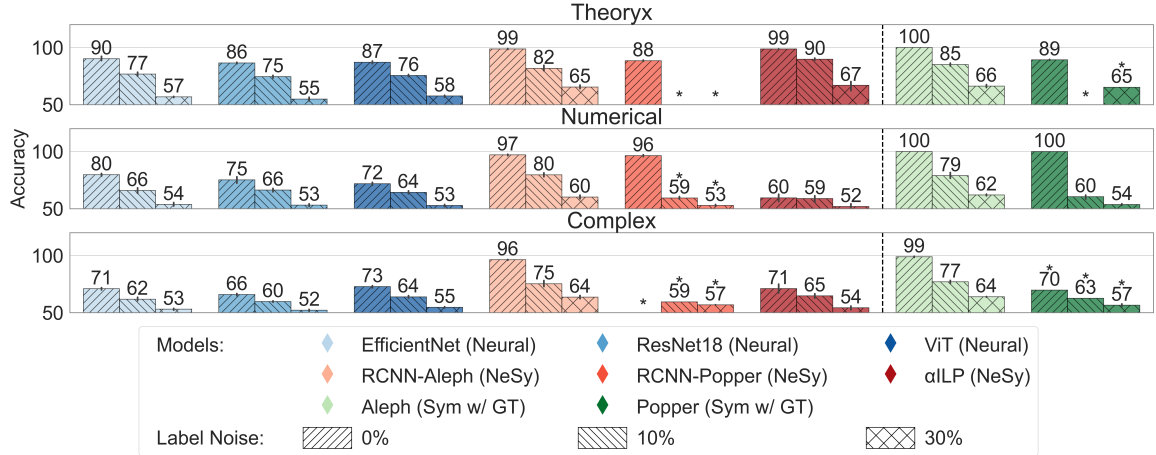 Theoryx
100
50
90 77 57 86 75 55 87 76 58 99 82 65 88 * * 99 90 67 100 85 66 89 * * 65
Numerical
Accuracy
100
50
80 66 54 75 66 53 72 64 53 97 80 60 96 * 59 * 53 60 59 52 100 79 62 100 60 54
Complex
100
50
71 62 53 66 60 52 73 64 55 96 75 64 * * 59 * 57 71 65 54 99 77 64 * 70 * 63 * 57
Models:
EfficientNet (Neural) ResNet18 (Neural) ViT (Neural)
RCNN-Aleph (NeSy) RCNN-Popper (NeSy) αILP (NeSy)
Aleph (Sym w/ GT) Popper (Sym w/ GT)
Label Noise: 0% 10% 30%